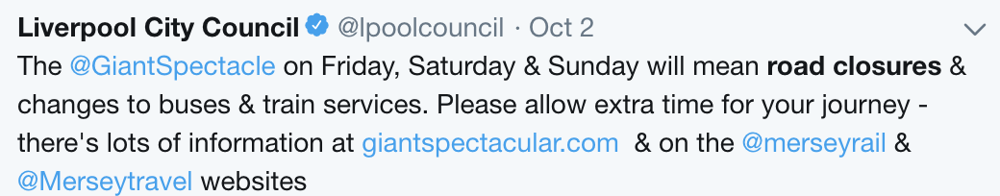 Liverpool City Council @lpoolcouncil · Oct 2
The @GiantSpectacle on Friday, Saturday & Sunday will mean road closures &
changes to buses & train services. Please allow extra time for your journey -
there's lots of information at giantspectacular.com & on the @merseyrail &
@Merseytravel websites